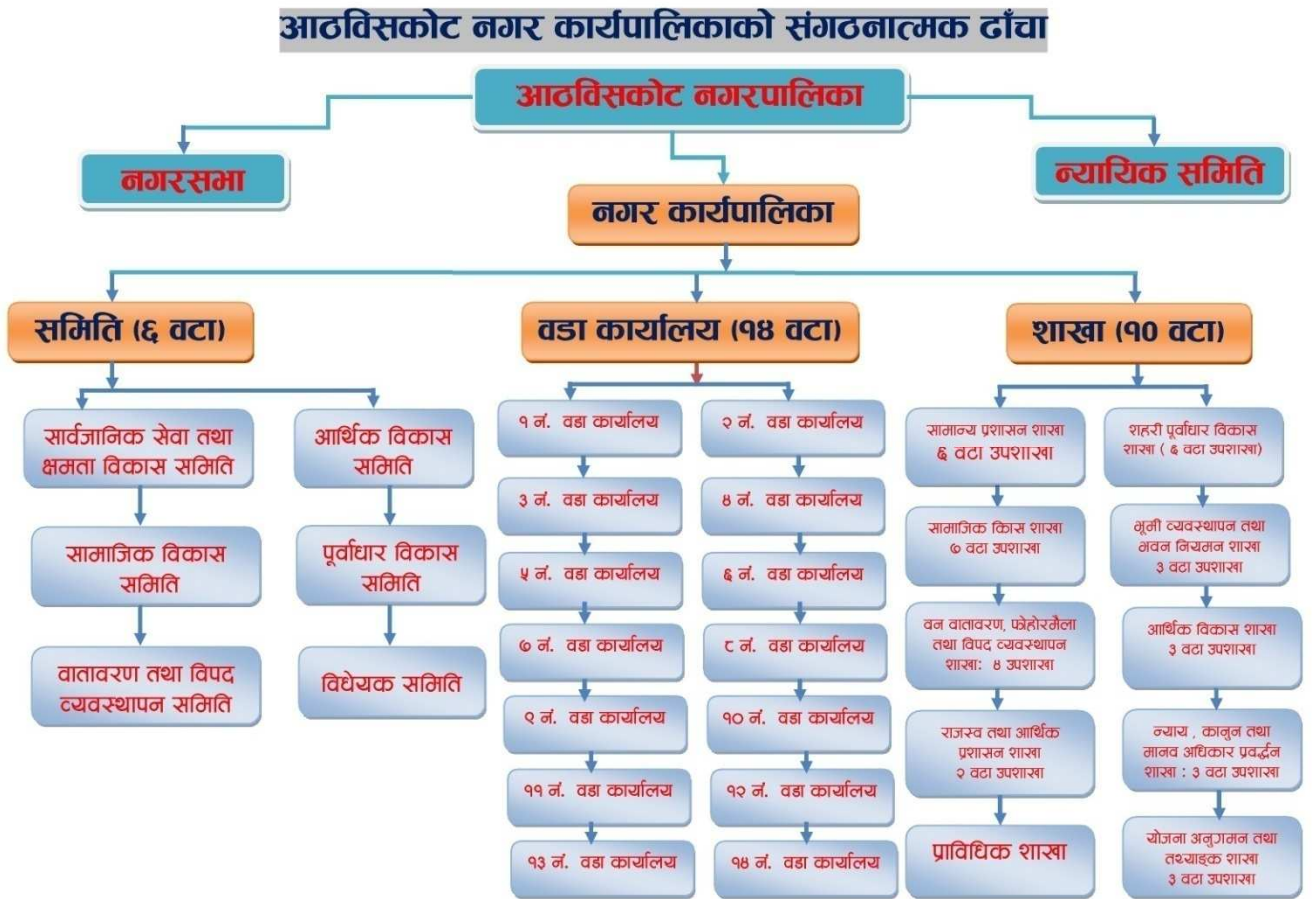 आठविसकोट नगर कार्यपालिकाको संगठनात्मक ढाँचा
आठविसकोट नगरपालिका
नगरसभा
न्यायिक समिति
नगर कार्यपालिका
समिति (६ वटा)
सार्वजानिक सेवा तथा
क्षमता विकास समिति
सामाजिक विकास
समिति
वातावरण तथा विपद
व्यवस्थापन समिति
आर्थिक विकास
समिति
पूर्वाधार विकास
समिति
विधेयक समिति
वडा कार्यालय (१४ वटा)
१ नं. वडा कार्यालय
२ नं. वडा कार्यालय
३ नं. वडा कार्यालय
४ नं. वडा कार्यालय
५ नं. वडा कार्यालय
६ नं. वडा कार्यालय
७ नं. वडा कार्यालय
८ नं. वडा कार्यालय
९ नं. वडा कार्यालय
१० नं. वडा कार्यालय
११ नं. वडा कार्यालय
१२ नं. वडा कार्यालय
१३ नं. वडा कार्यालय
१४ नं. वडा कार्यालय
शाखा (१० वटा)
सामान्य प्रशासन शाखा
६ वटा उपशाखा
सामाजिक किास शाखा
७ वटा उपशाखा
वन वातावरण, फोहोरमैला
तथा विपद व्यवस्थापन
शाखा: ४ उपशाखा
राजस्व तथा आर्थिक
प्रशासन शाखा
२ वटा उपशाखा
प्राविधिक शाखा
शहरी पूर्वाधार विकास
शाखा ( ६ वटा उपशाखा)
भूमी व्यवस्थापन तथा
भवन नियमन शाखा
३ वटा उपशाखा
आर्थिक विकास शाखा
३ वटा उपशाखा
न्याय , कानुन तथा
मानव अधिकार प्रवर्द्धन
शाखा : ३ वटा उपशाखा
योजना अनुगमन तथा
तथ्याङ्क शाखा
३ वटा उपशाखा